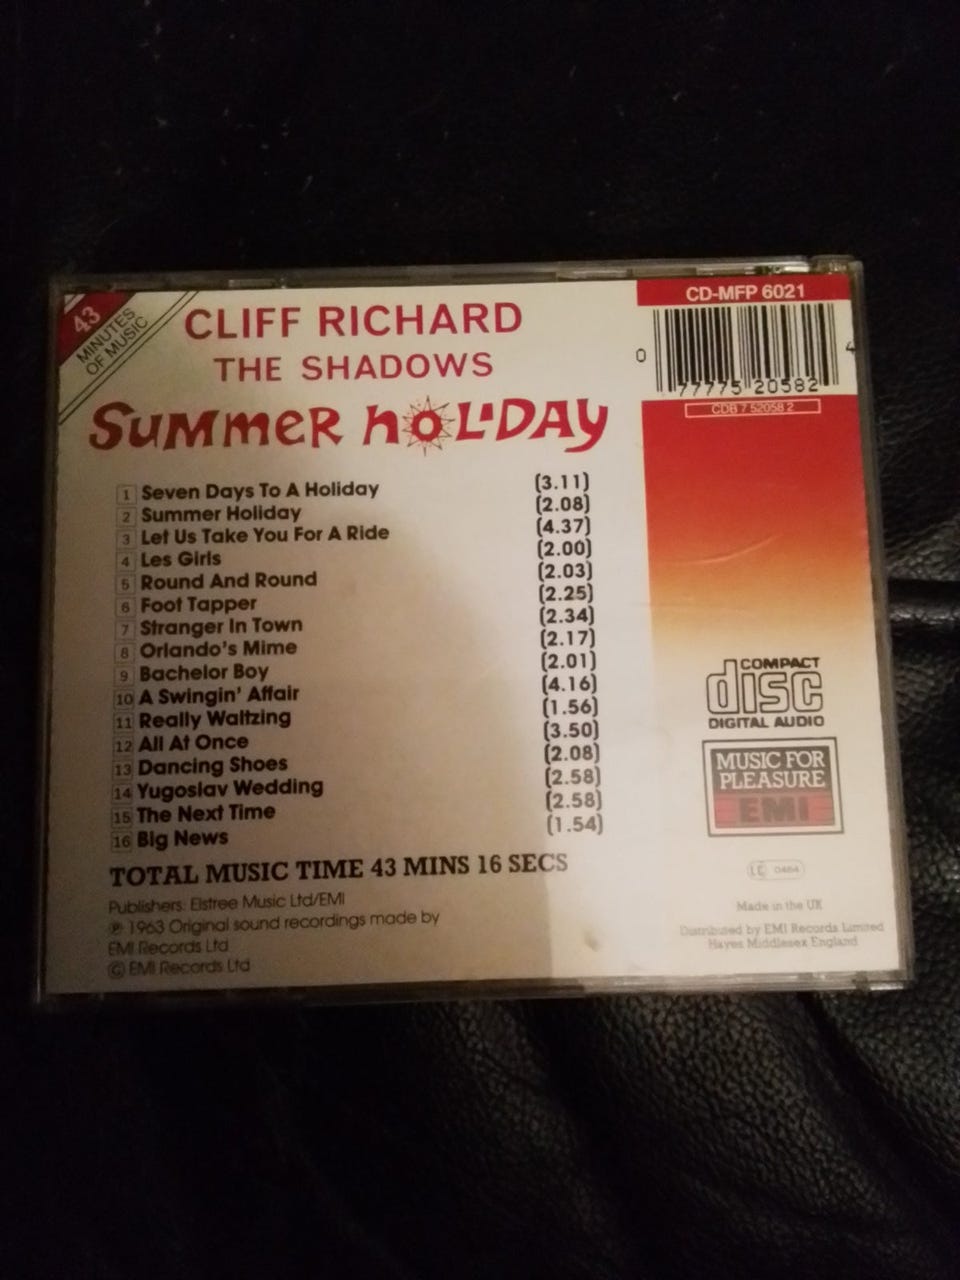 43
MINUTES
OF MUSIC
CLIFF RICHARD
THE SHADOWS
SUMMER HOLIDAY
1 Seven Days To A Holiday (3.11)
2 Summer Holiday (2.08)
3 Let Us Take You For A Ride (4.37)
4 Les Girls (2.00)
5 Round And Round (2.03)
6 Foot Tapper (2.25)
7 Stranger In Town (2.34)
8 Orlando's Mime (2.17)
9 Bachelor Boy (2.01)
10 A Swingin' Affair (4.16)
11 Really Waltzing (1.56)
12 All At Once (3.50)
13 Dancing Shoes (2.08)
14 Yugoslav Wedding (2.58)
15 The Next Time (2.58)
16 Big News (1.54)
TOTAL MUSIC TIME 43 MINS 16 SECS
Publishers: Elstree Music Ltd/EMI
℗ 1963 Original sound recordings made by
EMI Records Ltd
© EMI Records Ltd
CD-MFP 6021
0 77775 20582 4
CDB 7 52058 2
COMPACT
disc
DIGITAL AUDIO
MUSIC FOR
PLEASURE
EMI
LC 0464
Made in the UK
Distributed by EMI Records Limited
Hayes Middlesex England